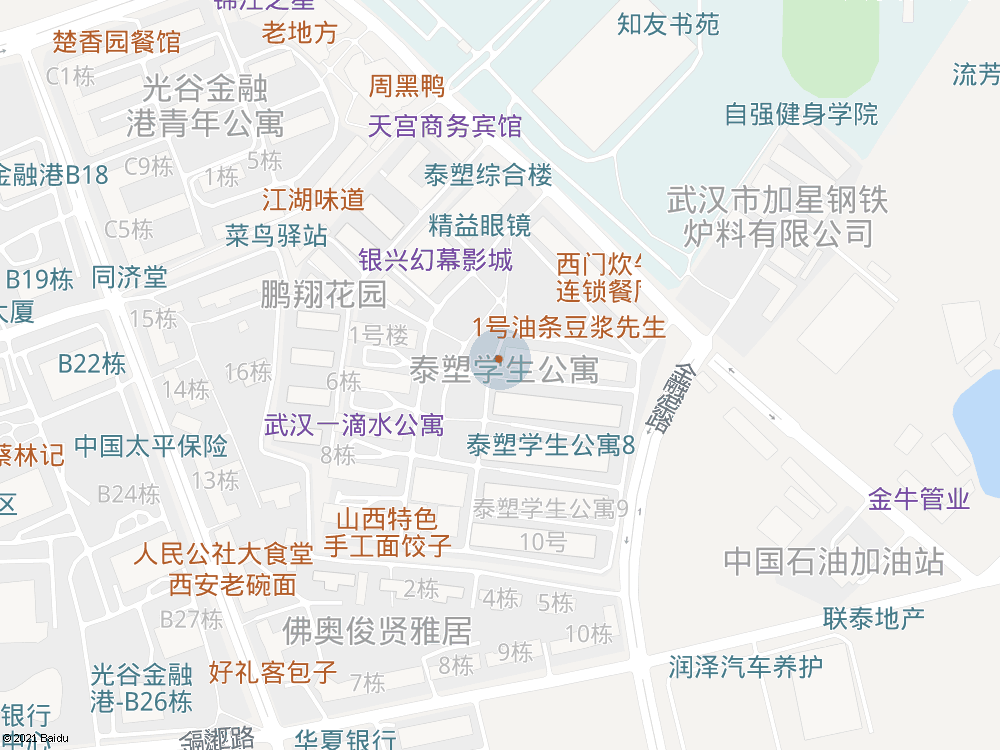 锦江之星
知友书苑
楚香园餐馆
老地方
C1栋
光谷金融
港青年公寓
周黑鸭
流芳
自强健身学院
天宫商务宾馆
C9栋
5栋
金融港B18
1栋
泰塑综合楼
江湖味道
武汉市加星钢铁
炉料有限公司
C5栋
菜鸟驿站
精益眼镜
银兴幻幕影城
西门炊牛
连锁餐厅
B19栋
同济堂
鹏翔花园
大厦
15栋
1号楼
1号油条豆浆先生
B22栋
16栋
14栋
6栋
泰塑学生公寓
金融港路
武汉一滴水公寓
中国太平保险
蔡林记
8栋
泰塑学生公寓8
13栋
B24栋
区
金牛管业
山西特色
手工面饺子
泰塑学生公寓9
10号
人民公社大食堂
西安老碗面
中国石油加油站
2栋
4栋
5栋
B27栋
佛奥俊贤雅居
10栋
联泰地产
9栋
8栋
润泽汽车养护
光谷金融
港-B26栋
好礼客包子
7栋
银行
中心
华夏银行
© 2021 Baidu